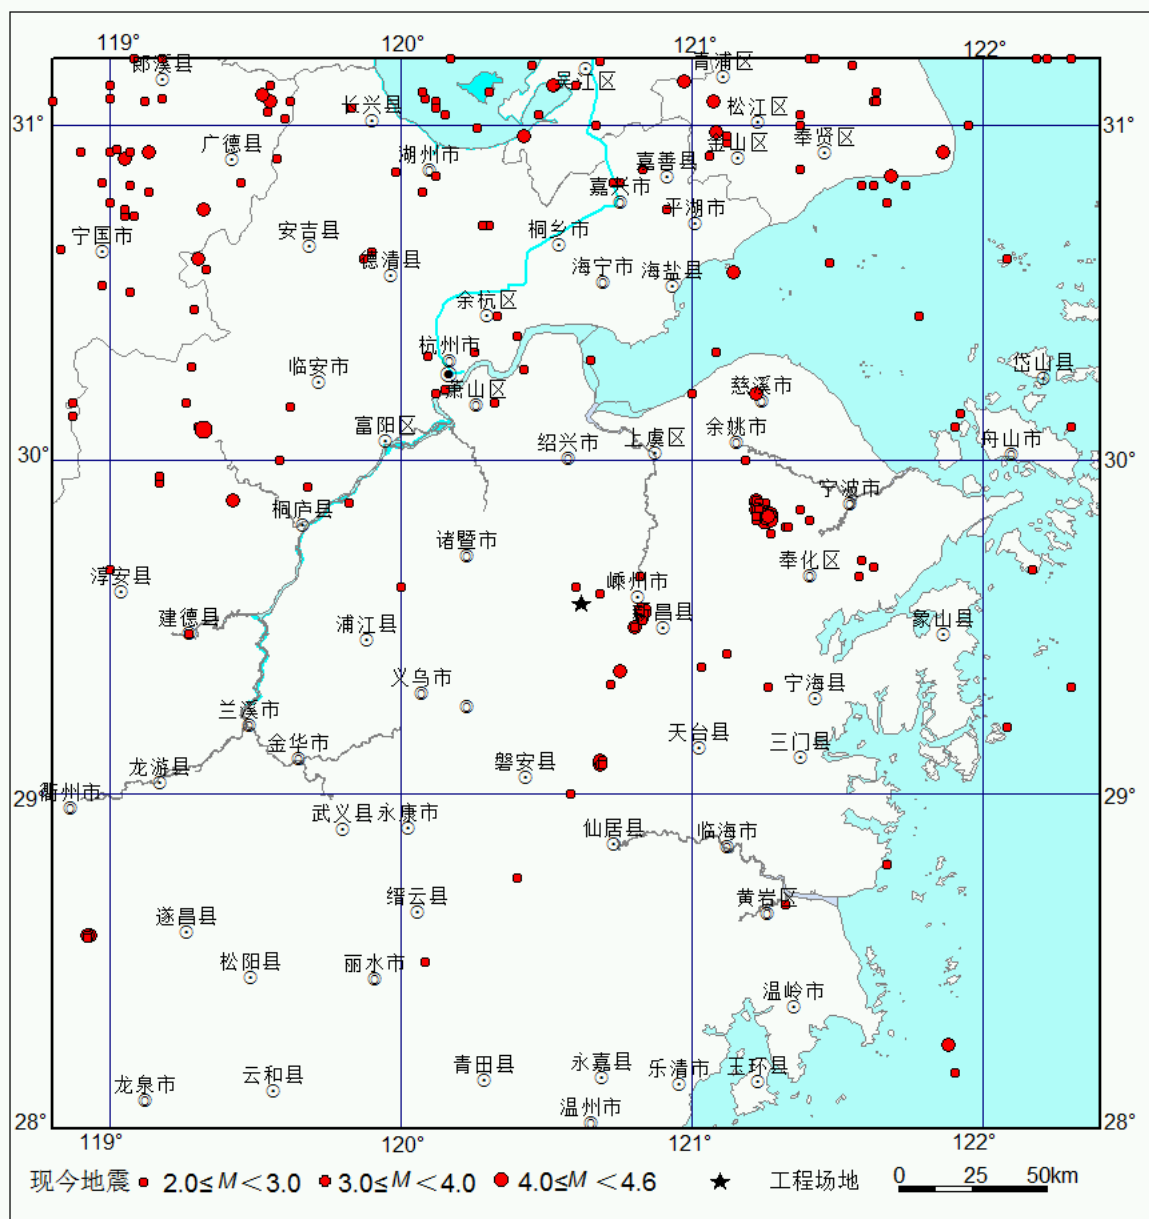 119° 120° 121° 122°
郎溪县 吴江区 青浦区
长兴县 松江区
31° 31°
广德县 湖州市 嘉善县 金山区 奉贤区
嘉兴市
宁国市 安吉县 桐乡市 平湖市
德清县 海宁市 海盐县
余杭区
杭州市
临安市 萧山区 慈溪市 岱山县
富阳区 绍兴市 上虞区 余姚市 舟山市
30° 30°
桐庐县 宁波市
诸暨市
淳安县 嵊州市 奉化区
建德县 浦江县 昌县 象山县
义乌市 宁海县
兰溪市
金华市 天台县 三门县
龙游县 磐安县
衢州市
29° 29°
武义县 永康市 仙居县 临海市
缙云县 黄岩区
遂昌县
松阳县 丽水市
温岭市
云和县 青田县 永嘉县 乐清市 玉环县
龙泉市
温州市
28° 28°
119° 120° 121° 122°
现今地震 2.0≤M＜3.0 3.0≤M＜4.0 4.0≤M＜4.6 工程场地 0 25 50km